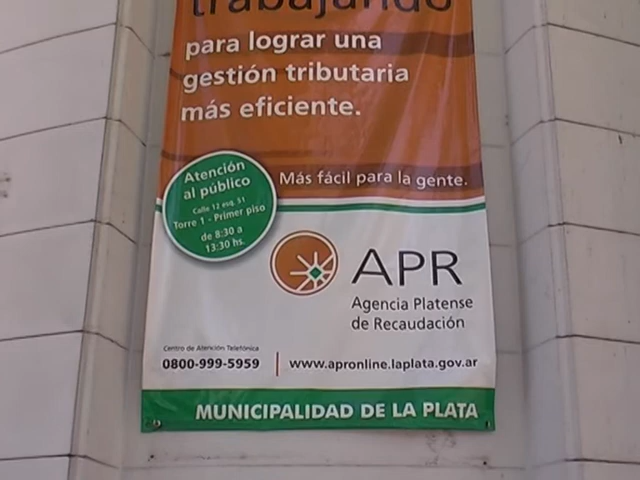 trabajando
para lograr una
gestión tributaria
más eficiente.
Atención
al público
Calle 12 esq. 51
Torre 1 - Primer piso
de 8:30 a
13:30 hs.
Más fácil para la gente.
APR
Agencia Platense
de Recaudación
Centro de Atención Telefónica
0800-999-5959 | www.apronline.laplata.gov.ar
MUNICIPALIDAD DE LA PLATA